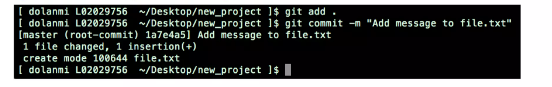 [ dolanmi L02029756  ~/Desktop/new_project ]$ git add .
[ dolanmi L02029756  ~/Desktop/new_project ]$ git commit -m "Add message to file.txt"
[master (root-commit) 1a7e4a5] Add message to file.txt
 1 file changed, 1 insertion(+)
 create mode 100644 file.txt
[ dolanmi L02029756  ~/Desktop/new_project ]$